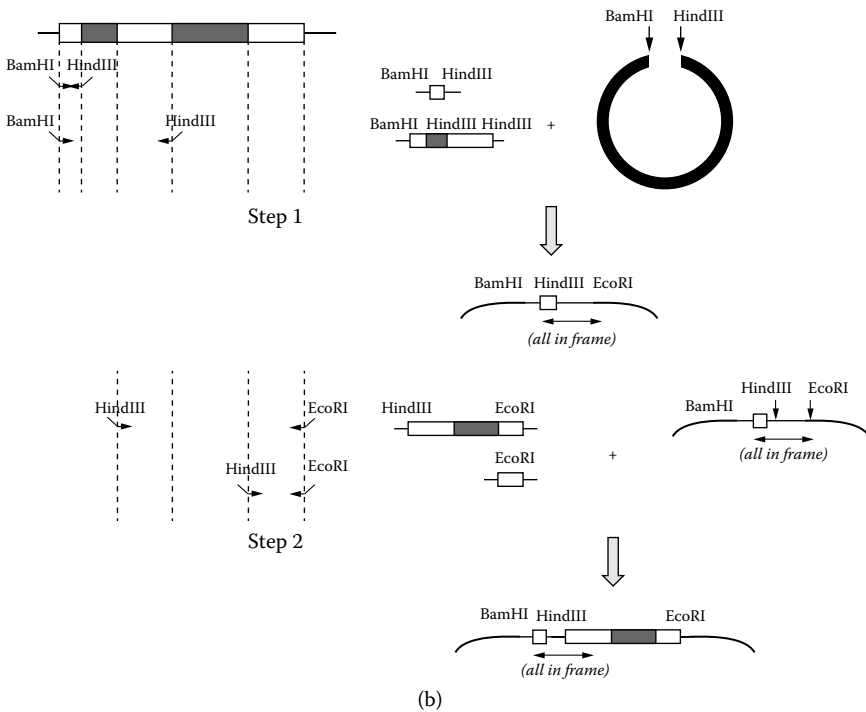 BamHI HindIII
BamHI HindIII
BamHI HindIII
BamHI HindIII
BamHI HindIII HindIII
+
Step 1
BamHI HindIII EcoRI
(all in frame)
HindIII EcoRI
HindIII EcoRI
Step 2
HindIII EcoRI
EcoRI
+
HindIII EcoRI
BamHI
(all in frame)
BamHI HindIII EcoRI
(all in frame)
(b)